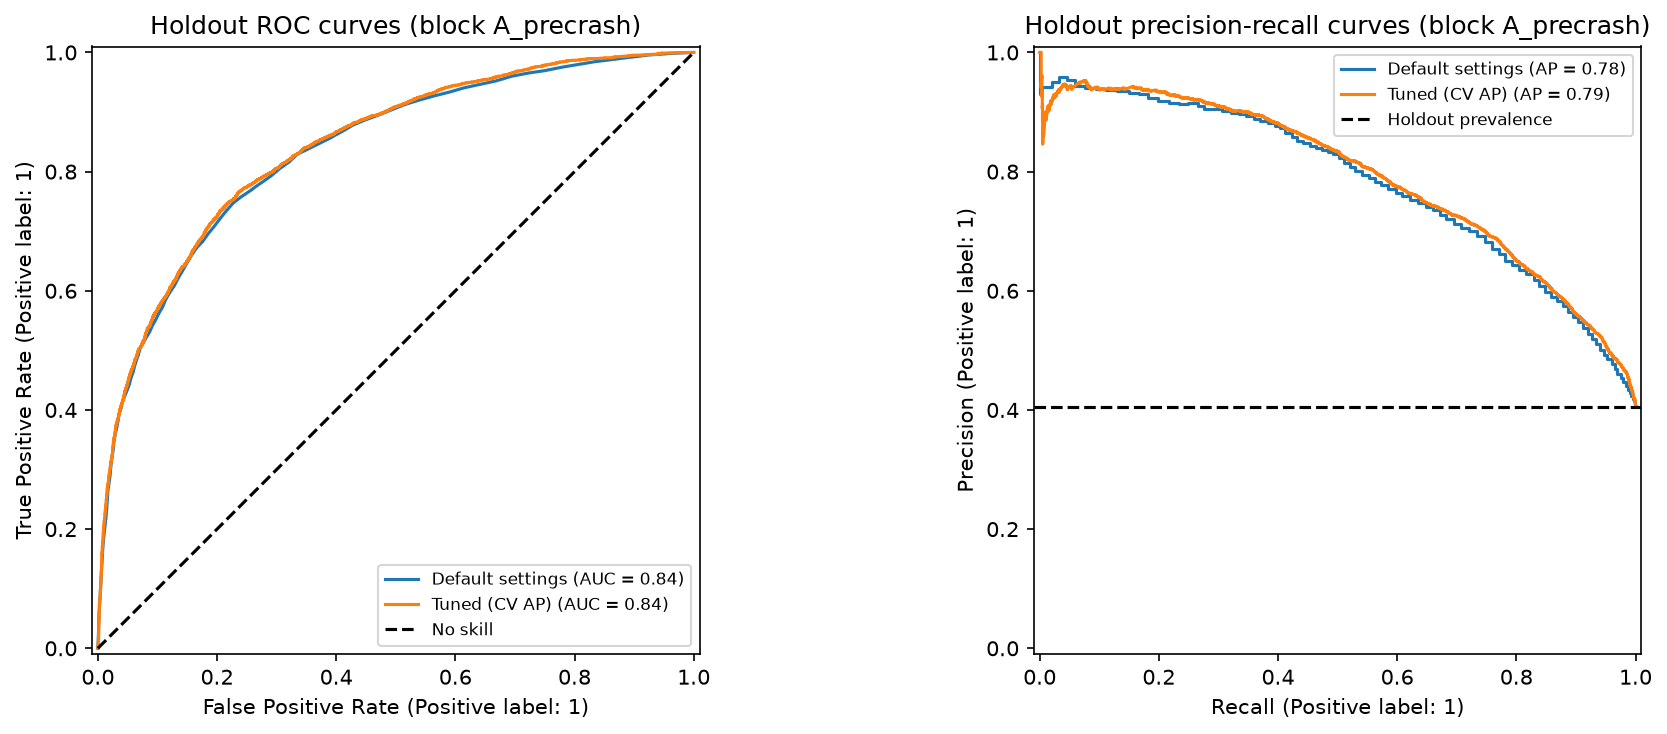 Holdout ROC curves (block A_precrash)
1.0
0.8
0.6
0.4
0.2
0.0
True Positive Rate (Positive label: 1)
Default settings (AUC = 0.84)
Tuned (CV AP) (AUC = 0.84)
No skill
0.0 0.2 0.4 0.6 0.8 1.0
False Positive Rate (Positive label: 1)
Holdout precision-recall curves (block A_precrash)
1.0
0.8
0.6
0.4
0.2
0.0
Precision (Positive label: 1)
Default settings (AP = 0.78)
Tuned (CV AP) (AP = 0.79)
Holdout prevalence
0.0 0.2 0.4 0.6 0.8 1.0
Recall (Positive label: 1)